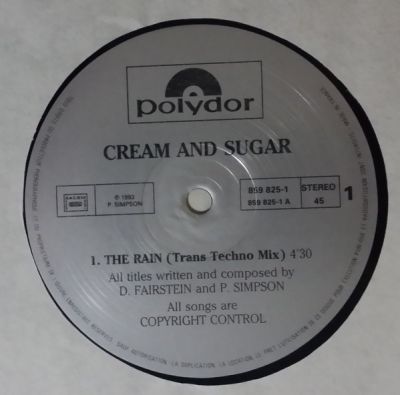 polydor
CREAM AND SUGAR
SACEM
℗ 1993
P. SIMPSON
859 825-1
859 825-1 A
STEREO
45
1
1. THE RAIN (Trans Techno Mix) 4'30
All titles written and composed by
D. FAIRSTEIN and P. SIMPSON
All songs are
COPYRIGHT CONTROL